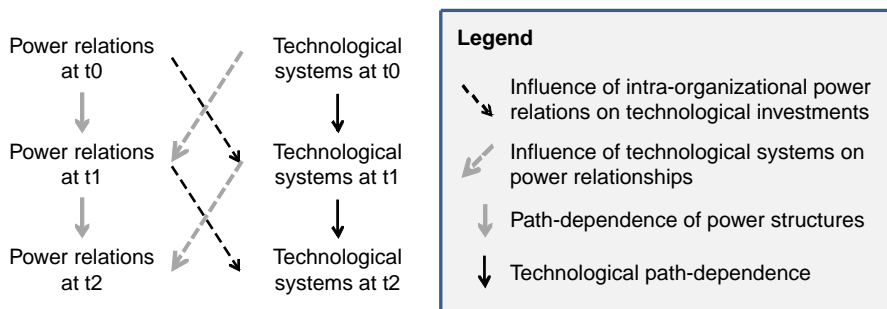 Power relations
at t0
Technological
systems at t0
Power relations
at t1
Technological
systems at t1
Power relations
at t2
Technological
systems at t2
Legend
Influence of intra-organizational power
relations on technological investments
Influence of technological systems on
power relationships
Path-dependence of power structures
Technological path-dependence